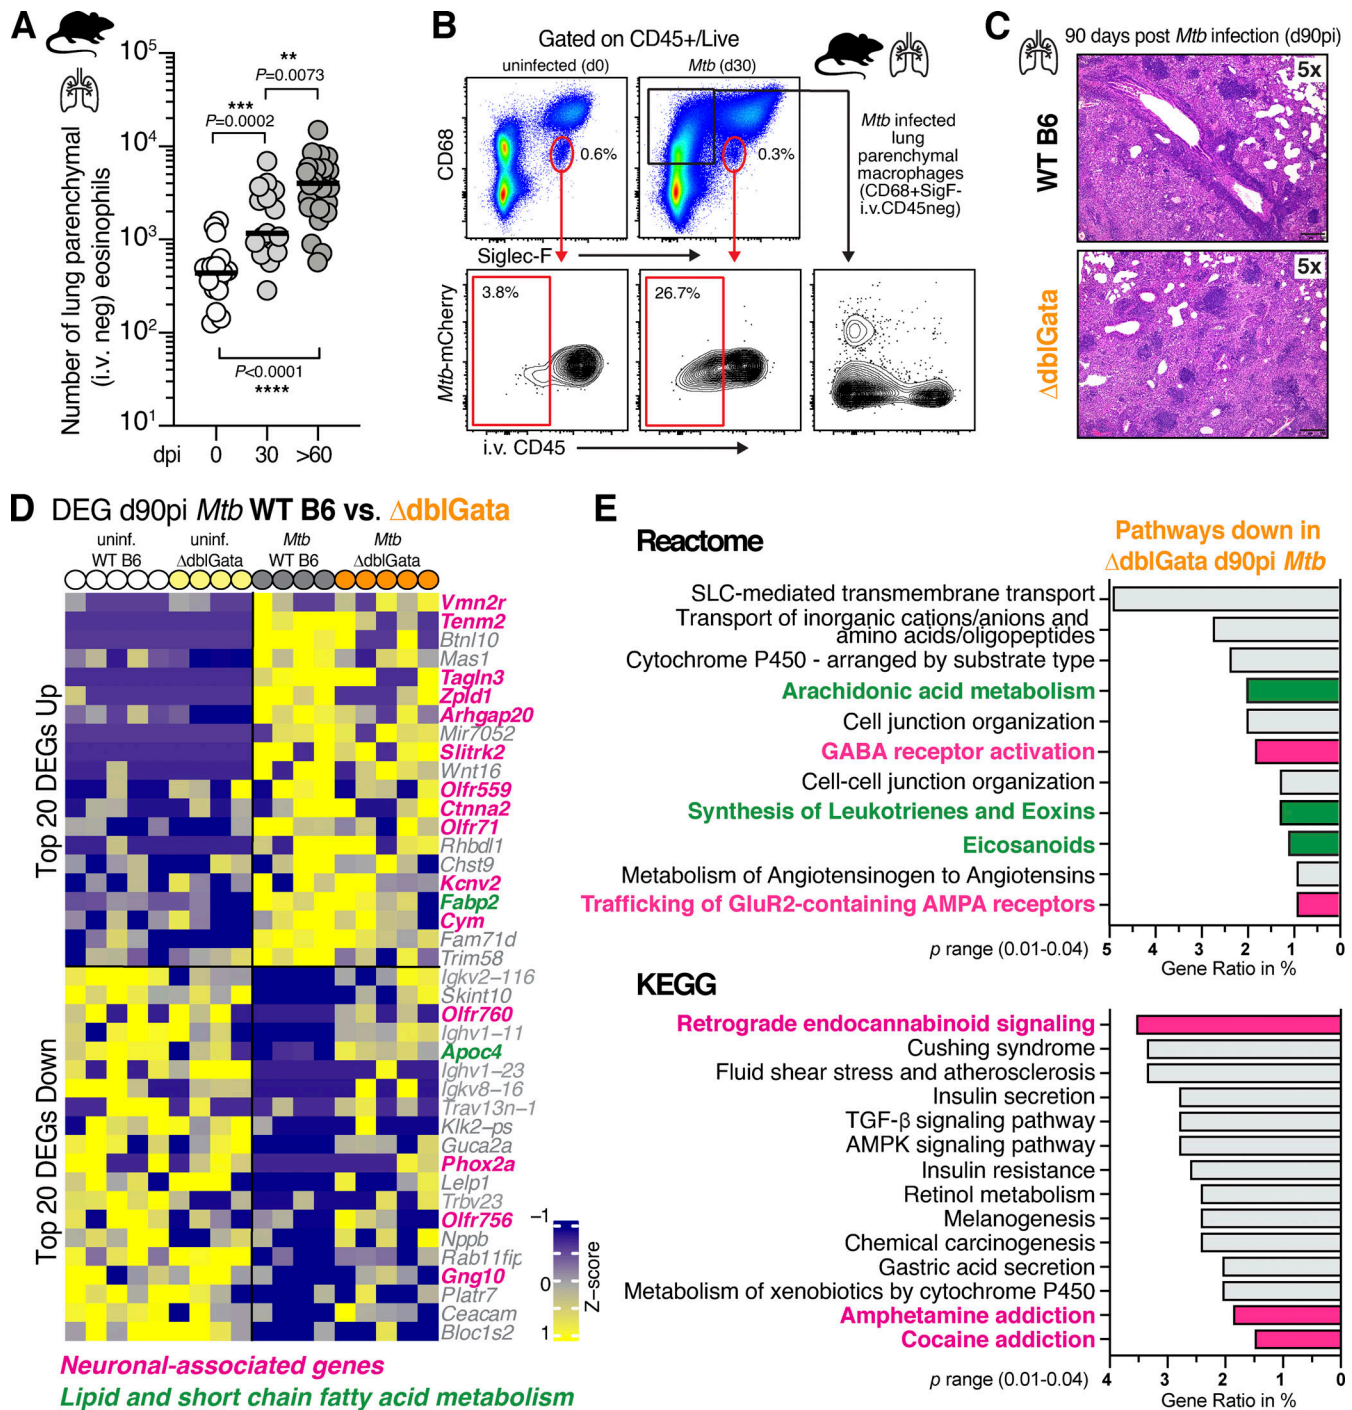 A
Number of lung parenchymal
(i.v. neg) eosinophils
10⁵
10⁴
10³
10²
10¹
**
P=0.0073
***
P=0.0002
P<0.0001
****
dpi 0 30 >60
B
Gated on CD45+/Live
uninfected (d0)
Mtb (d30)
CD68
0.6%
0.3%
Mtb infected
lung
parenchymal
macrophages
(CD68+SigF-
i.v.CD45neg)
Siglec-F
Mtb-mCherry
3.8%
26.7%
i.v. CD45
C
90 days post Mtb infection (d90pi)
WT B6
5x
ΔdblGata
5x
D
DEG d90pi Mtb WT B6 vs. ΔdblGata
uninf.
WT B6
uninf.
ΔdblGata
Mtb
WT B6
Mtb
ΔdblGata
Top 20 DEGs Up
Vmn2r
Tenm2
Btnl10
Mas1
Tagln3
Zpld1
Arhgap20
Mir7052
Slitrk2
Wnt16
Olfr559
Ctnna2
Olfr71
Rhbdl1
Chst9
Kcnv2
Fabp2
Cym
Fam71d
Trim58
Top 20 DEGs Down
Igkv2-116
Skint10
Olfr760
Ighv1-11
Apoc4
Ighv1-23
Igkv8-16
Trav13n-1
Klk2-ps
Guca2a
Phox2a
Lelp1
Trbv23
Olfr756
Nppb
Rab11fip
Gng10
Platr7
Ceacam
Bloc1s2
-1
0
1
Z-score
Neuronal-associated genes
Lipid and short chain fatty acid metabolism
E
Reactome
Pathways down in
ΔdblGata d90pi Mtb
SLC-mediated transmembrane transport
Transport of inorganic cations/anions and
amino acids/oligopeptides
Cytochrome P450 - arranged by substrate type
Arachidonic acid metabolism
Cell junction organization
GABA receptor activation
Cell-cell junction organization
Synthesis of Leukotrienes and Eoxins
Eicosanoids
Metabolism of Angiotensinogen to Angiotensins
Trafficking of GluR2-containing AMPA receptors
p range (0.01-0.04)
5 4 3 2 1 0
Gene Ratio in %
KEGG
Retrograde endocannabinoid signaling
Cushing syndrome
Fluid shear stress and atherosclerosis
Insulin secretion
TGF-β signaling pathway
AMPK signaling pathway
Insulin resistance
Retinol metabolism
Melanogenesis
Chemical carcinogenesis
Gastric acid secretion
Metabolism of xenobiotics by cytochrome P450
Amphetamine addiction
Cocaine addiction
p range (0.01-0.04)
4 3 2 1 0
Gene Ratio in %